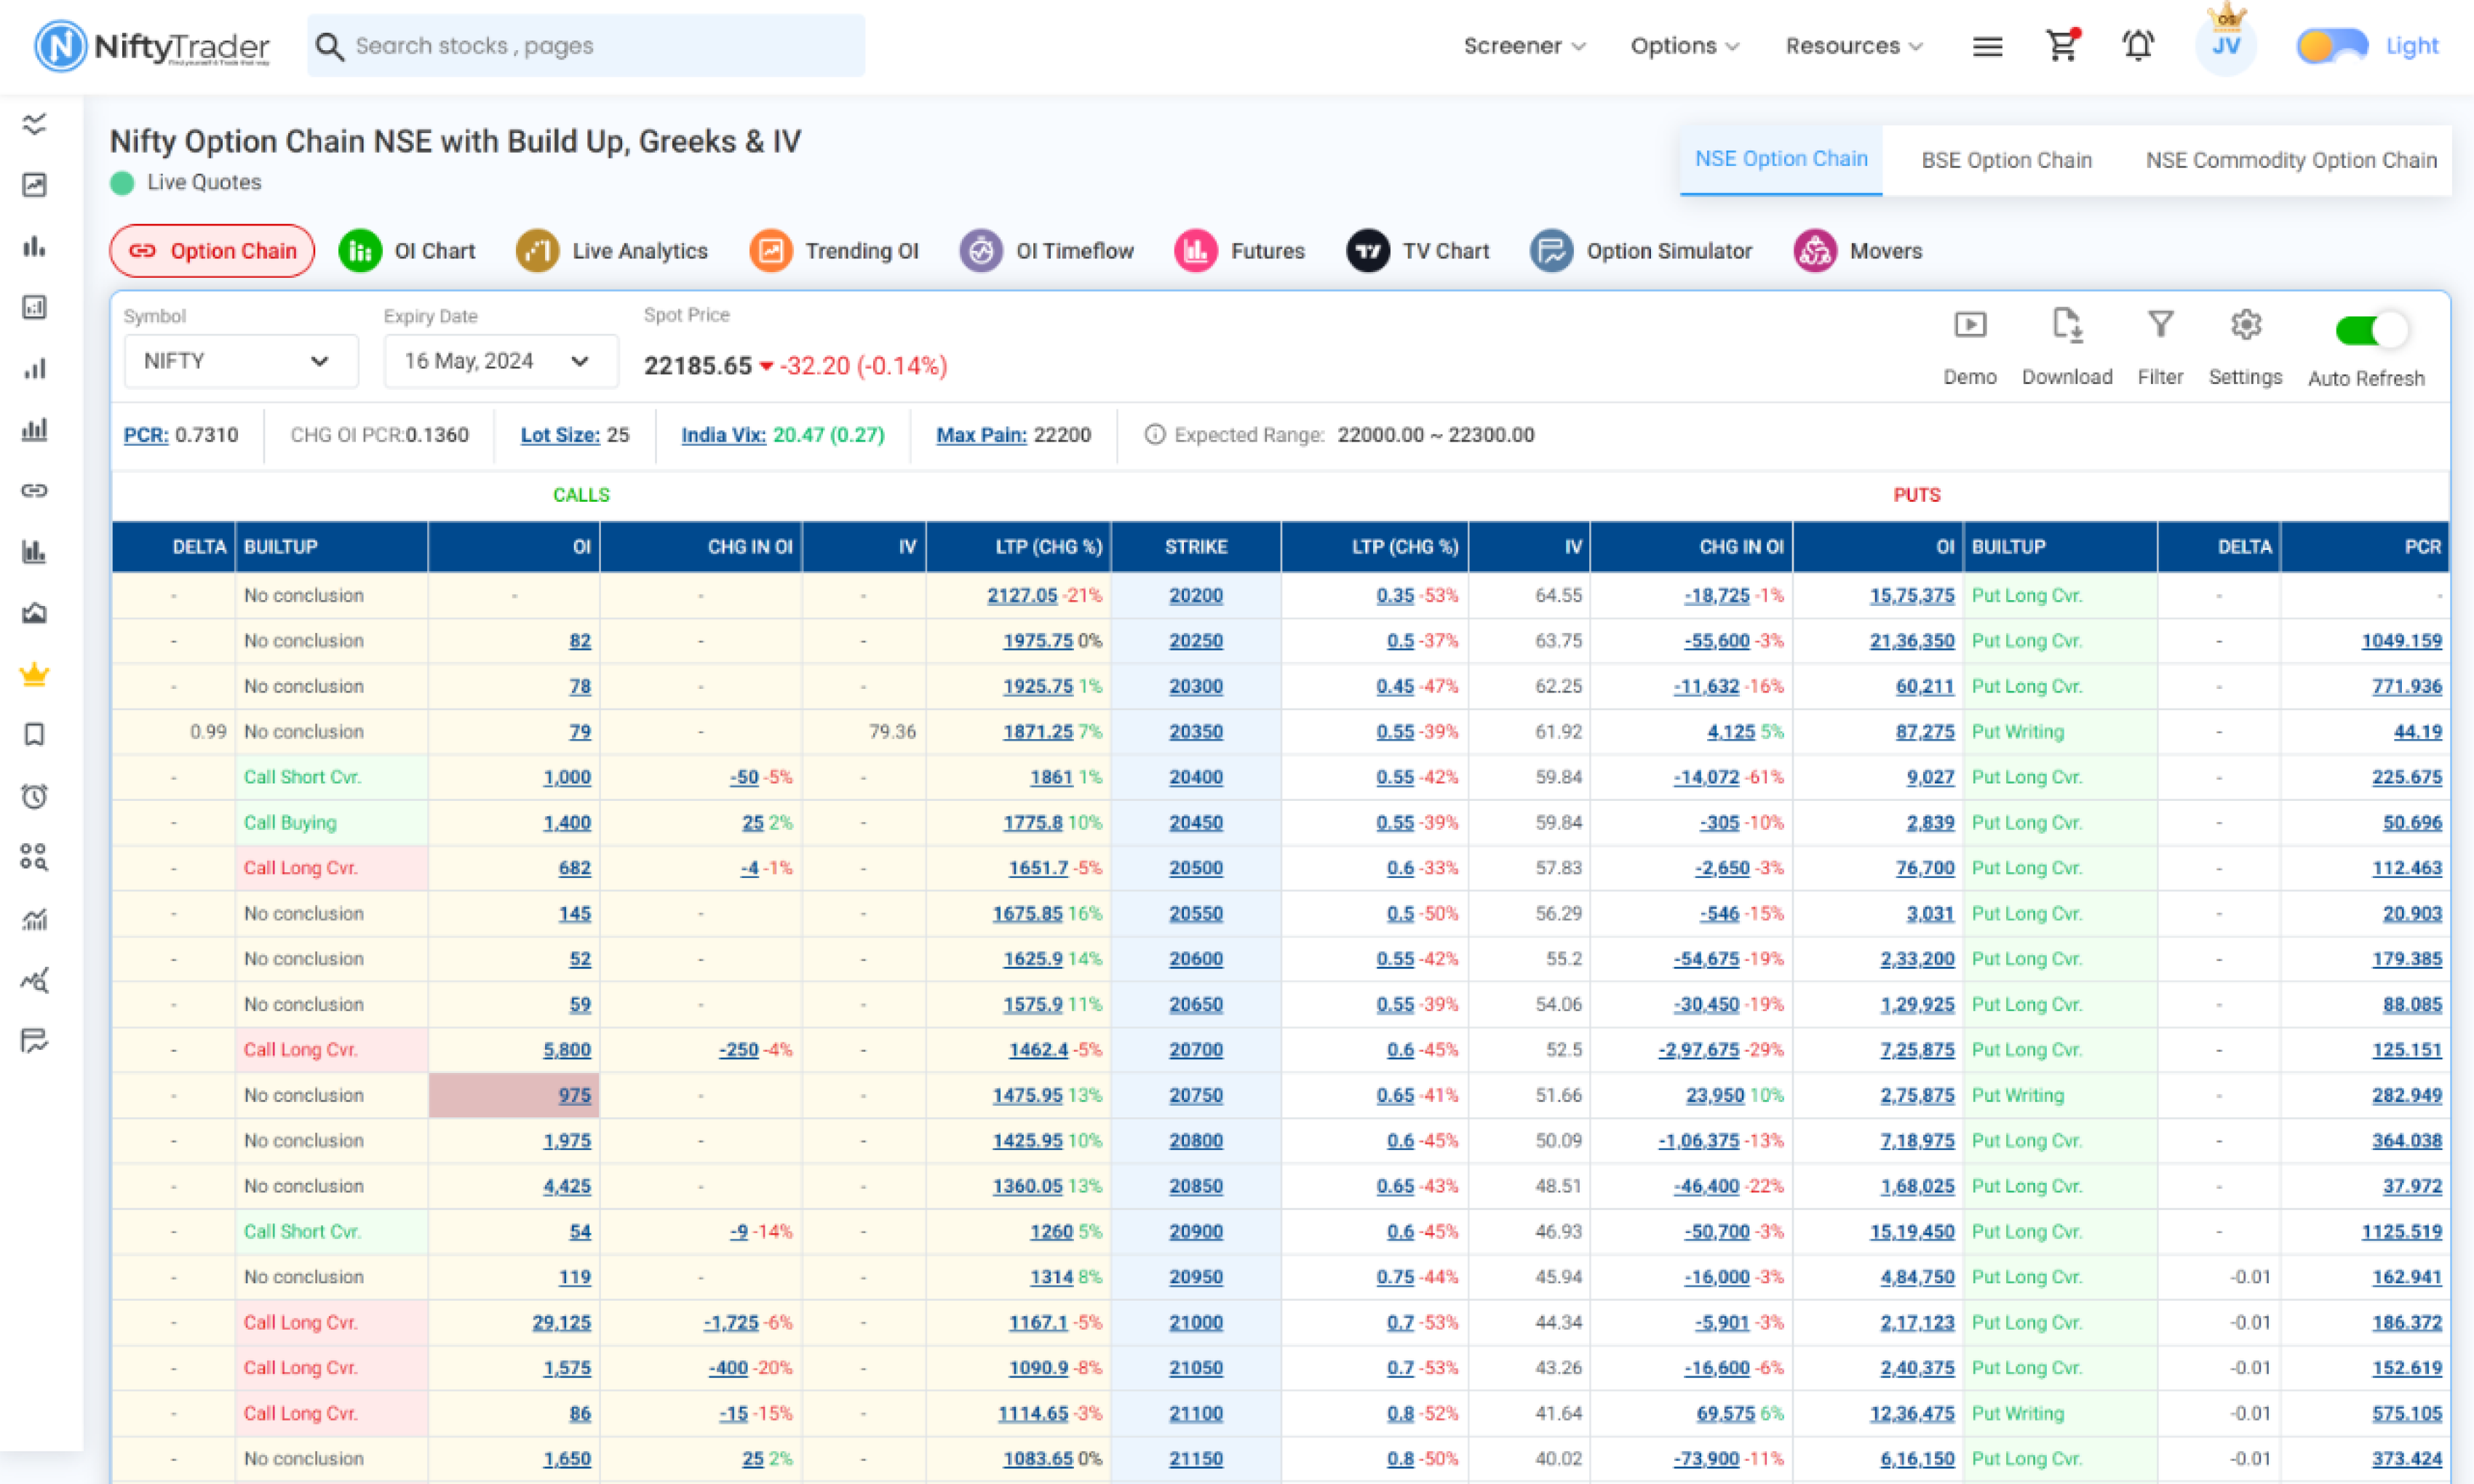 NiftyTrader
Find yourself & Trade that way
Search stocks , pages
Screener Options Resources
OS
JV
Light
Nifty Option Chain NSE with Build Up, Greeks & IV
Live Quotes
NSE Option Chain BSE Option Chain NSE Commodity Option Chain
Option Chain OI Chart Live Analytics Trending OI OI Timeflow Futures TV Chart Option Simulator Movers
Symbol Expiry Date Spot Price
NIFTY 16 May, 2024 22185.65 -32.20 (-0.14%)
Demo Download Filter Settings Auto Refresh
PCR: 0.7310 CHG OI PCR:0.1360 Lot Size: 25 India Vix: 20.47 (0.27) Max Pain: 22200 Expected Range: 22000.00 ~ 22300.00
CALLS PUTS
DELTA BUILTUP OI CHG IN OI IV LTP (CHG %) STRIKE LTP (CHG %) IV CHG IN OI OI BUILTUP DELTA PCR
- No conclusion - - - 2127.05 -21% 20200 0.35 -53% 64.55 -18,725 -1% 15,75,375 Put Long Cvr. - -
- No conclusion 82 - - 1975.75 0% 20250 0.5 -37% 63.75 -55,600 -3% 21,36,350 Put Long Cvr. - 1049.159
- No conclusion 78 - - 1925.75 1% 20300 0.45 -47% 62.25 -11,632 -16% 60,211 Put Long Cvr. - 771.936
0.99 No conclusion 79 - 79.36 1871.25 7% 20350 0.55 -39% 61.92 4,125 5% 87,275 Put Writing - 44.19
- Call Short Cvr. 1,000 -50 -5% - 1861 1% 20400 0.55 -42% 59.84 -14,072 -61% 9,027 Put Long Cvr. - 225.675
- Call Buying 1,400 25 2% - 1775.8 10% 20450 0.55 -39% 59.84 -305 -10% 2,839 Put Long Cvr. - 50.696
- Call Long Cvr. 682 -4 -1% - 1651.7 -5% 20500 0.6 -33% 57.83 -2,650 -3% 76,700 Put Long Cvr. - 112.463
- No conclusion 145 - - 1675.85 16% 20550 0.5 -50% 56.29 -546 -15% 3,031 Put Long Cvr. - 20.903
- No conclusion 52 - - 1625.9 14% 20600 0.55 -42% 55.2 -54,675 -19% 2,33,200 Put Long Cvr. - 179.385
- No conclusion 59 - - 1575.9 11% 20650 0.55 -39% 54.06 -30,450 -19% 1,29,925 Put Long Cvr. - 88.085
- Call Long Cvr. 5,800 -250 -4% - 1462.4 -5% 20700 0.6 -45% 52.5 -2,97,675 -29% 7,25,875 Put Long Cvr. - 125.151
- No conclusion 975 - - 1475.95 13% 20750 0.65 -41% 51.66 23,950 10% 2,75,875 Put Writing - 282.949
- No conclusion 1,975 - - 1425.95 10% 20800 0.6 -45% 50.09 -1,06,375 -13% 7,18,975 Put Long Cvr. - 364.038
- No conclusion 4,425 - - 1360.05 13% 20850 0.65 -43% 48.51 -46,400 -22% 1,68,025 Put Long Cvr. - 37.972
- Call Short Cvr. 54 -9 -14% - 1260 5% 20900 0.6 -45% 46.93 -50,700 -3% 15,19,450 Put Long Cvr. - 1125.519
- No conclusion 119 - - 1314 8% 20950 0.75 -44% 45.94 -16,000 -3% 4,84,750 Put Long Cvr. -0.01 162.941
- Call Long Cvr. 29,125 -1,725 -6% - 1167.1 -5% 21000 0.7 -53% 44.34 -5,901 -3% 2,17,123 Put Long Cvr. -0.01 186.372
- Call Long Cvr. 1,575 -400 -20% - 1090.9 -8% 21050 0.7 -53% 43.26 -16,600 -6% 2,40,375 Put Long Cvr. -0.01 152.619
- Call Long Cvr. 86 -15 -15% - 1114.65 -3% 21100 0.8 -52% 41.64 69,575 6% 12,36,475 Put Writing -0.01 575.105
- No conclusion 1,650 25 2% - 1083.65 0% 21150 0.8 -50% 40.02 -73,900 -11% 6,16,150 Put Long Cvr. -0.01 373.424